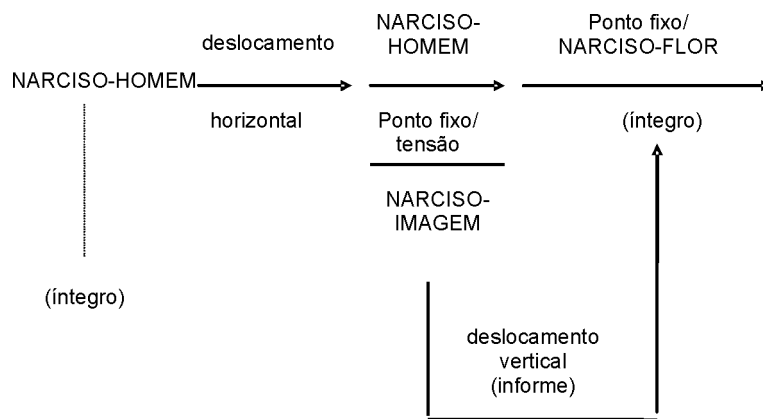 NARCISO-HOMEM
(íntegro)
deslocamento
horizontal
NARCISO-
HOMEM
Ponto fixo/
tensão
NARCISO-
IMAGEM
deslocamento
vertical
(informe)
Ponto fixo/
NARCISO-FLOR
(íntegro)